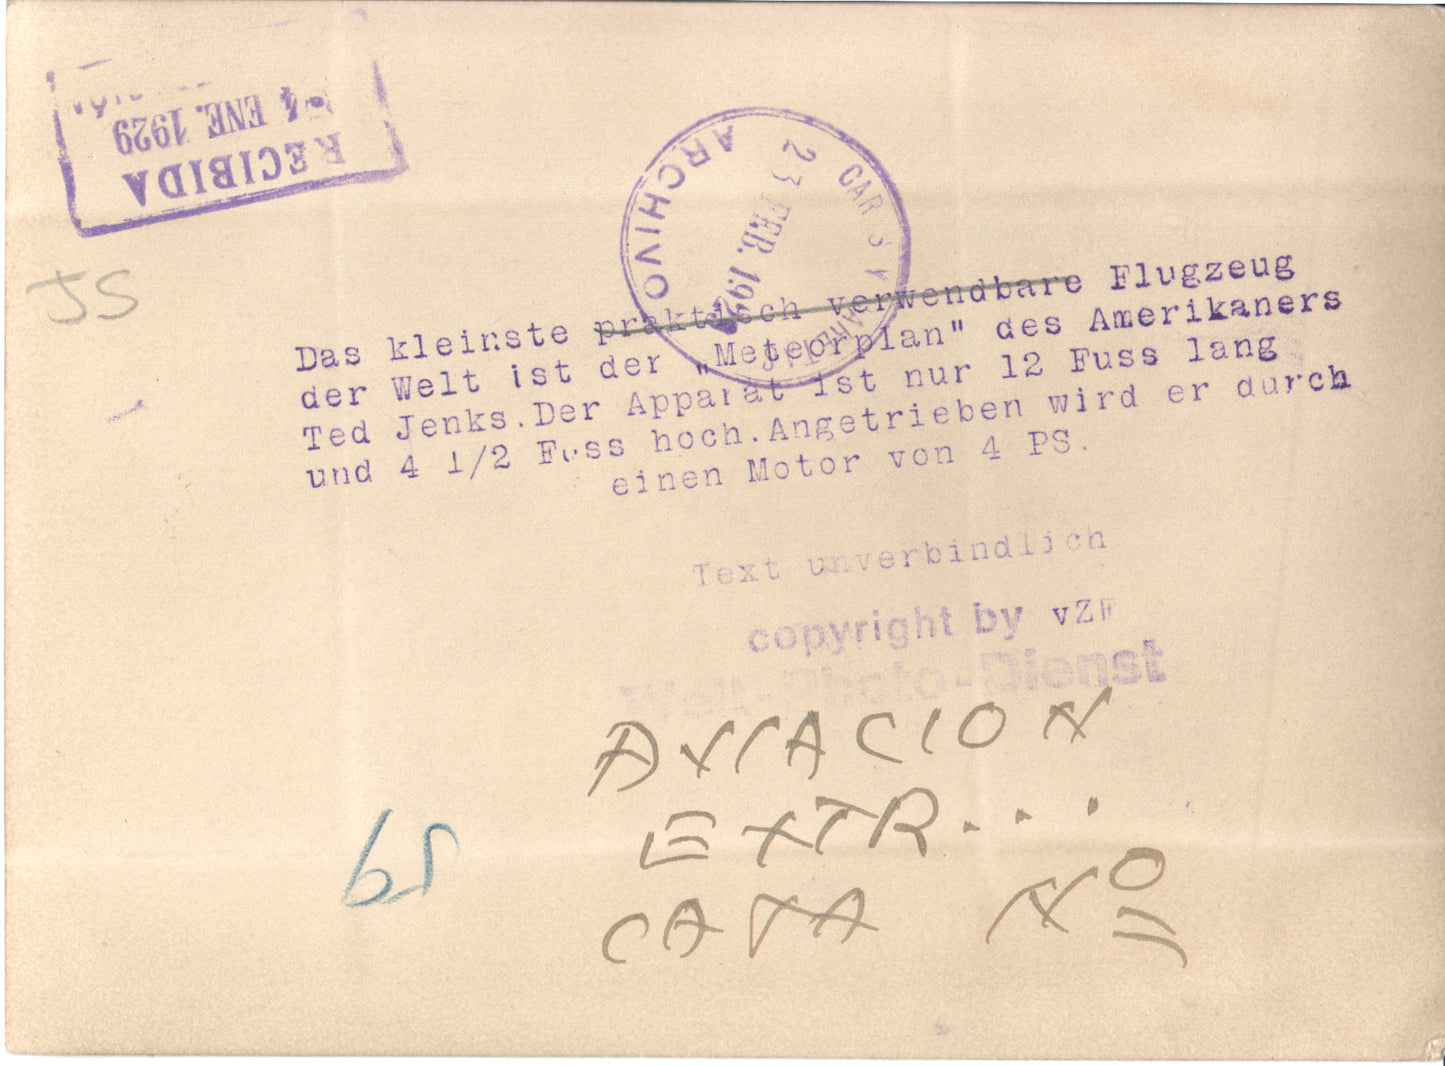 RECIBIDA
4 ENE. 1929
ARCHIVO
23 FEB. 192
JS
Das kleinste praktisch verwendbare Flugzeug
der Welt ist der „Meteorplan" des Amerikaners
Ted Jenks.Der Apparat ist nur 12 Fuss lang
und 4 1/2 Fuss hoch.Angetrieben wird er durch
einen Motor von 4 PS.
Text unverbindlich
copyright by vZF
Welt-Photo-Dienst
AVIACION
EXTR...
CATA NO